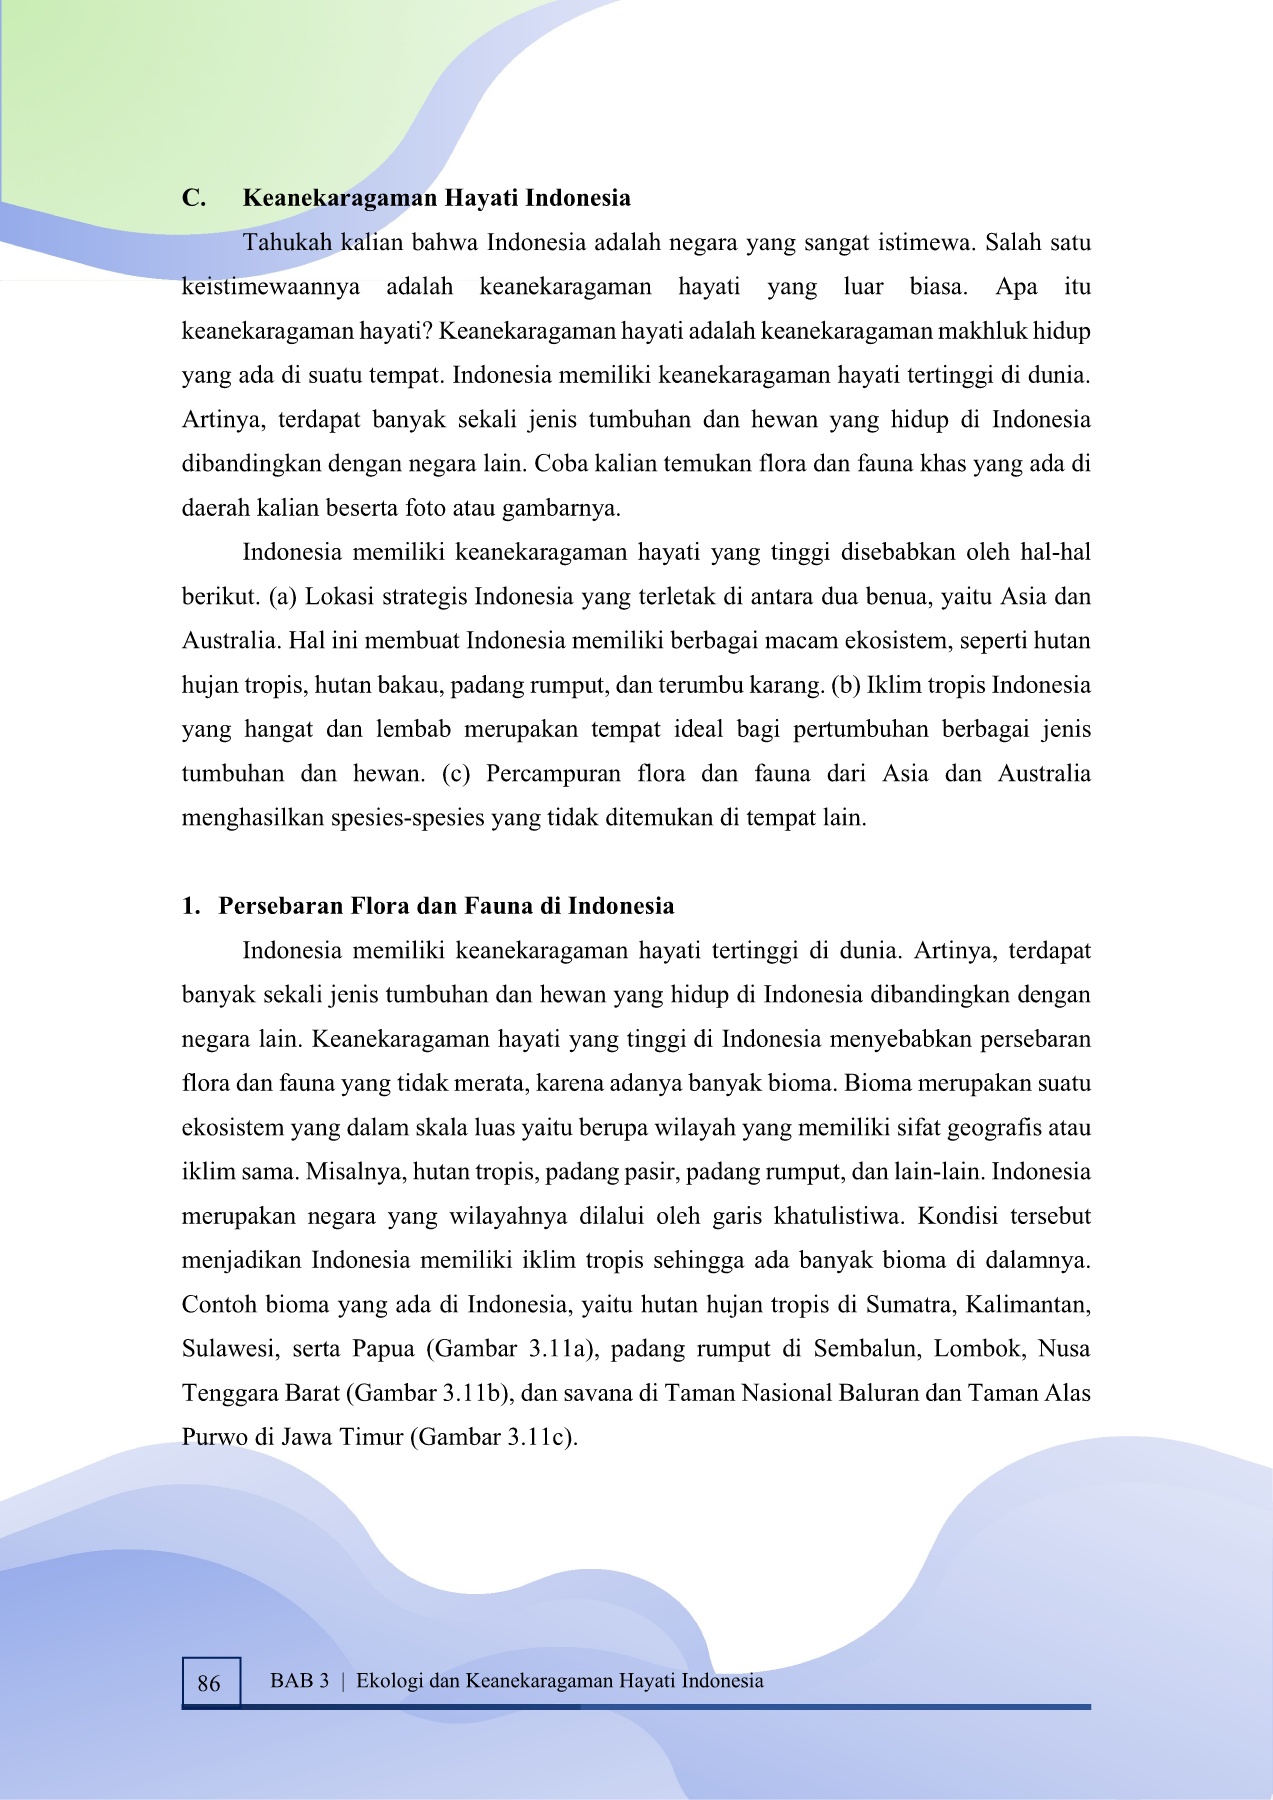 C. Keanekaragaman Hayati Indonesia
Tahukah kalian bahwa Indonesia adalah negara yang sangat istimewa. Salah satu
keistimewaannya adalah keanekaragaman hayati yang luar biasa. Apa itu
keanekaragaman hayati? Keanekaragaman hayati adalah keanekaragaman makhluk hidup
yang ada di suatu tempat. Indonesia memiliki keanekaragaman hayati tertinggi di dunia.
Artinya, terdapat banyak sekali jenis tumbuhan dan hewan yang hidup di Indonesia
dibandingkan dengan negara lain. Coba kalian temukan flora dan fauna khas yang ada di
daerah kalian beserta foto atau gambarnya.
Indonesia memiliki keanekaragaman hayati yang tinggi disebabkan oleh hal-hal
berikut. (a) Lokasi strategis Indonesia yang terletak di antara dua benua, yaitu Asia dan
Australia. Hal ini membuat Indonesia memiliki berbagai macam ekosistem, seperti hutan
hujan tropis, hutan bakau, padang rumput, dan terumbu karang. (b) Iklim tropis Indonesia
yang hangat dan lembab merupakan tempat ideal bagi pertumbuhan berbagai jenis
tumbuhan dan hewan. (c) Percampuran flora dan fauna dari Asia dan Australia
menghasilkan spesies-spesies yang tidak ditemukan di tempat lain.
1. Persebaran Flora dan Fauna di Indonesia
Indonesia memiliki keanekaragaman hayati tertinggi di dunia. Artinya, terdapat
banyak sekali jenis tumbuhan dan hewan yang hidup di Indonesia dibandingkan dengan
negara lain. Keanekaragaman hayati yang tinggi di Indonesia menyebabkan persebaran
flora dan fauna yang tidak merata, karena adanya banyak bioma. Bioma merupakan suatu
ekosistem yang dalam skala luas yaitu berupa wilayah yang memiliki sifat geografis atau
iklim sama. Misalnya, hutan tropis, padang pasir, padang rumput, dan lain-lain. Indonesia
merupakan negara yang wilayahnya dilalui oleh garis khatulistiwa. Kondisi tersebut
menjadikan Indonesia memiliki iklim tropis sehingga ada banyak bioma di dalamnya.
Contoh bioma yang ada di Indonesia, yaitu hutan hujan tropis di Sumatra, Kalimantan,
Sulawesi, serta Papua (Gambar 3.11a), padang rumput di Sembalun, Lombok, Nusa
Tenggara Barat (Gambar 3.11b), dan savana di Taman Nasional Baluran dan Taman Alas
Purwo di Jawa Timur (Gambar 3.11c).
86 BAB 3 | Ekologi dan Keanekaragaman Hayati Indonesia